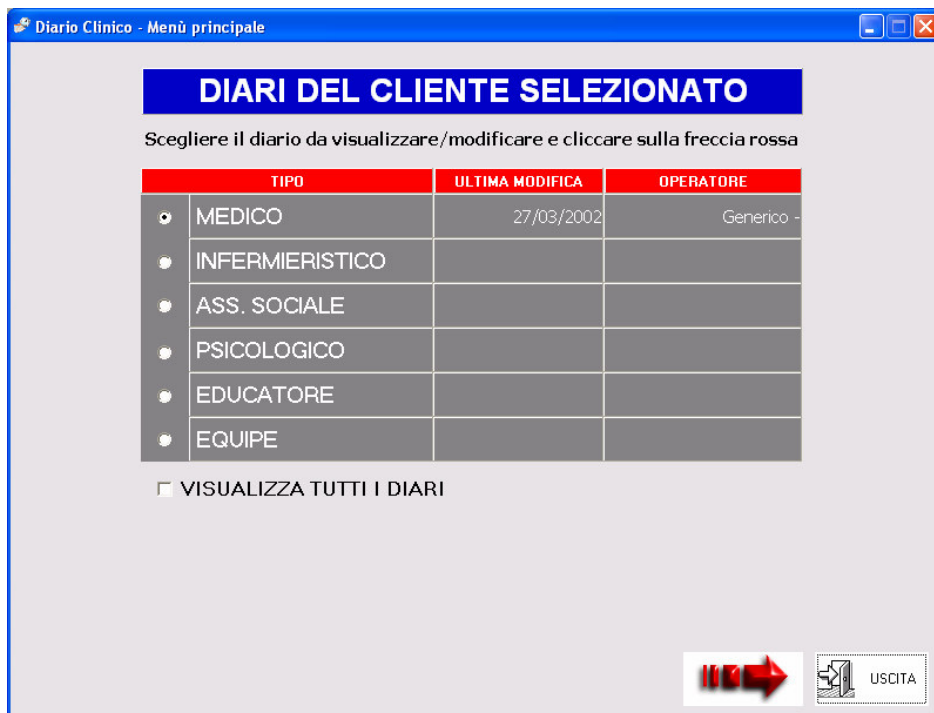 Diario Clinico - Menù principale
DIARI DEL CLIENTE SELEZIONATO
Scegliere il diario da visualizzare/modificare e cliccare sulla freccia rossa
TIPO ULTIMA MODIFICA OPERATORE
MEDICO 27/03/2002 Generico -
INFERMIERISTICO
ASS. SOCIALE
PSICOLOGICO
EDUCATORE
EQUIPE
VISUALIZZA TUTTI I DIARI
USCITA